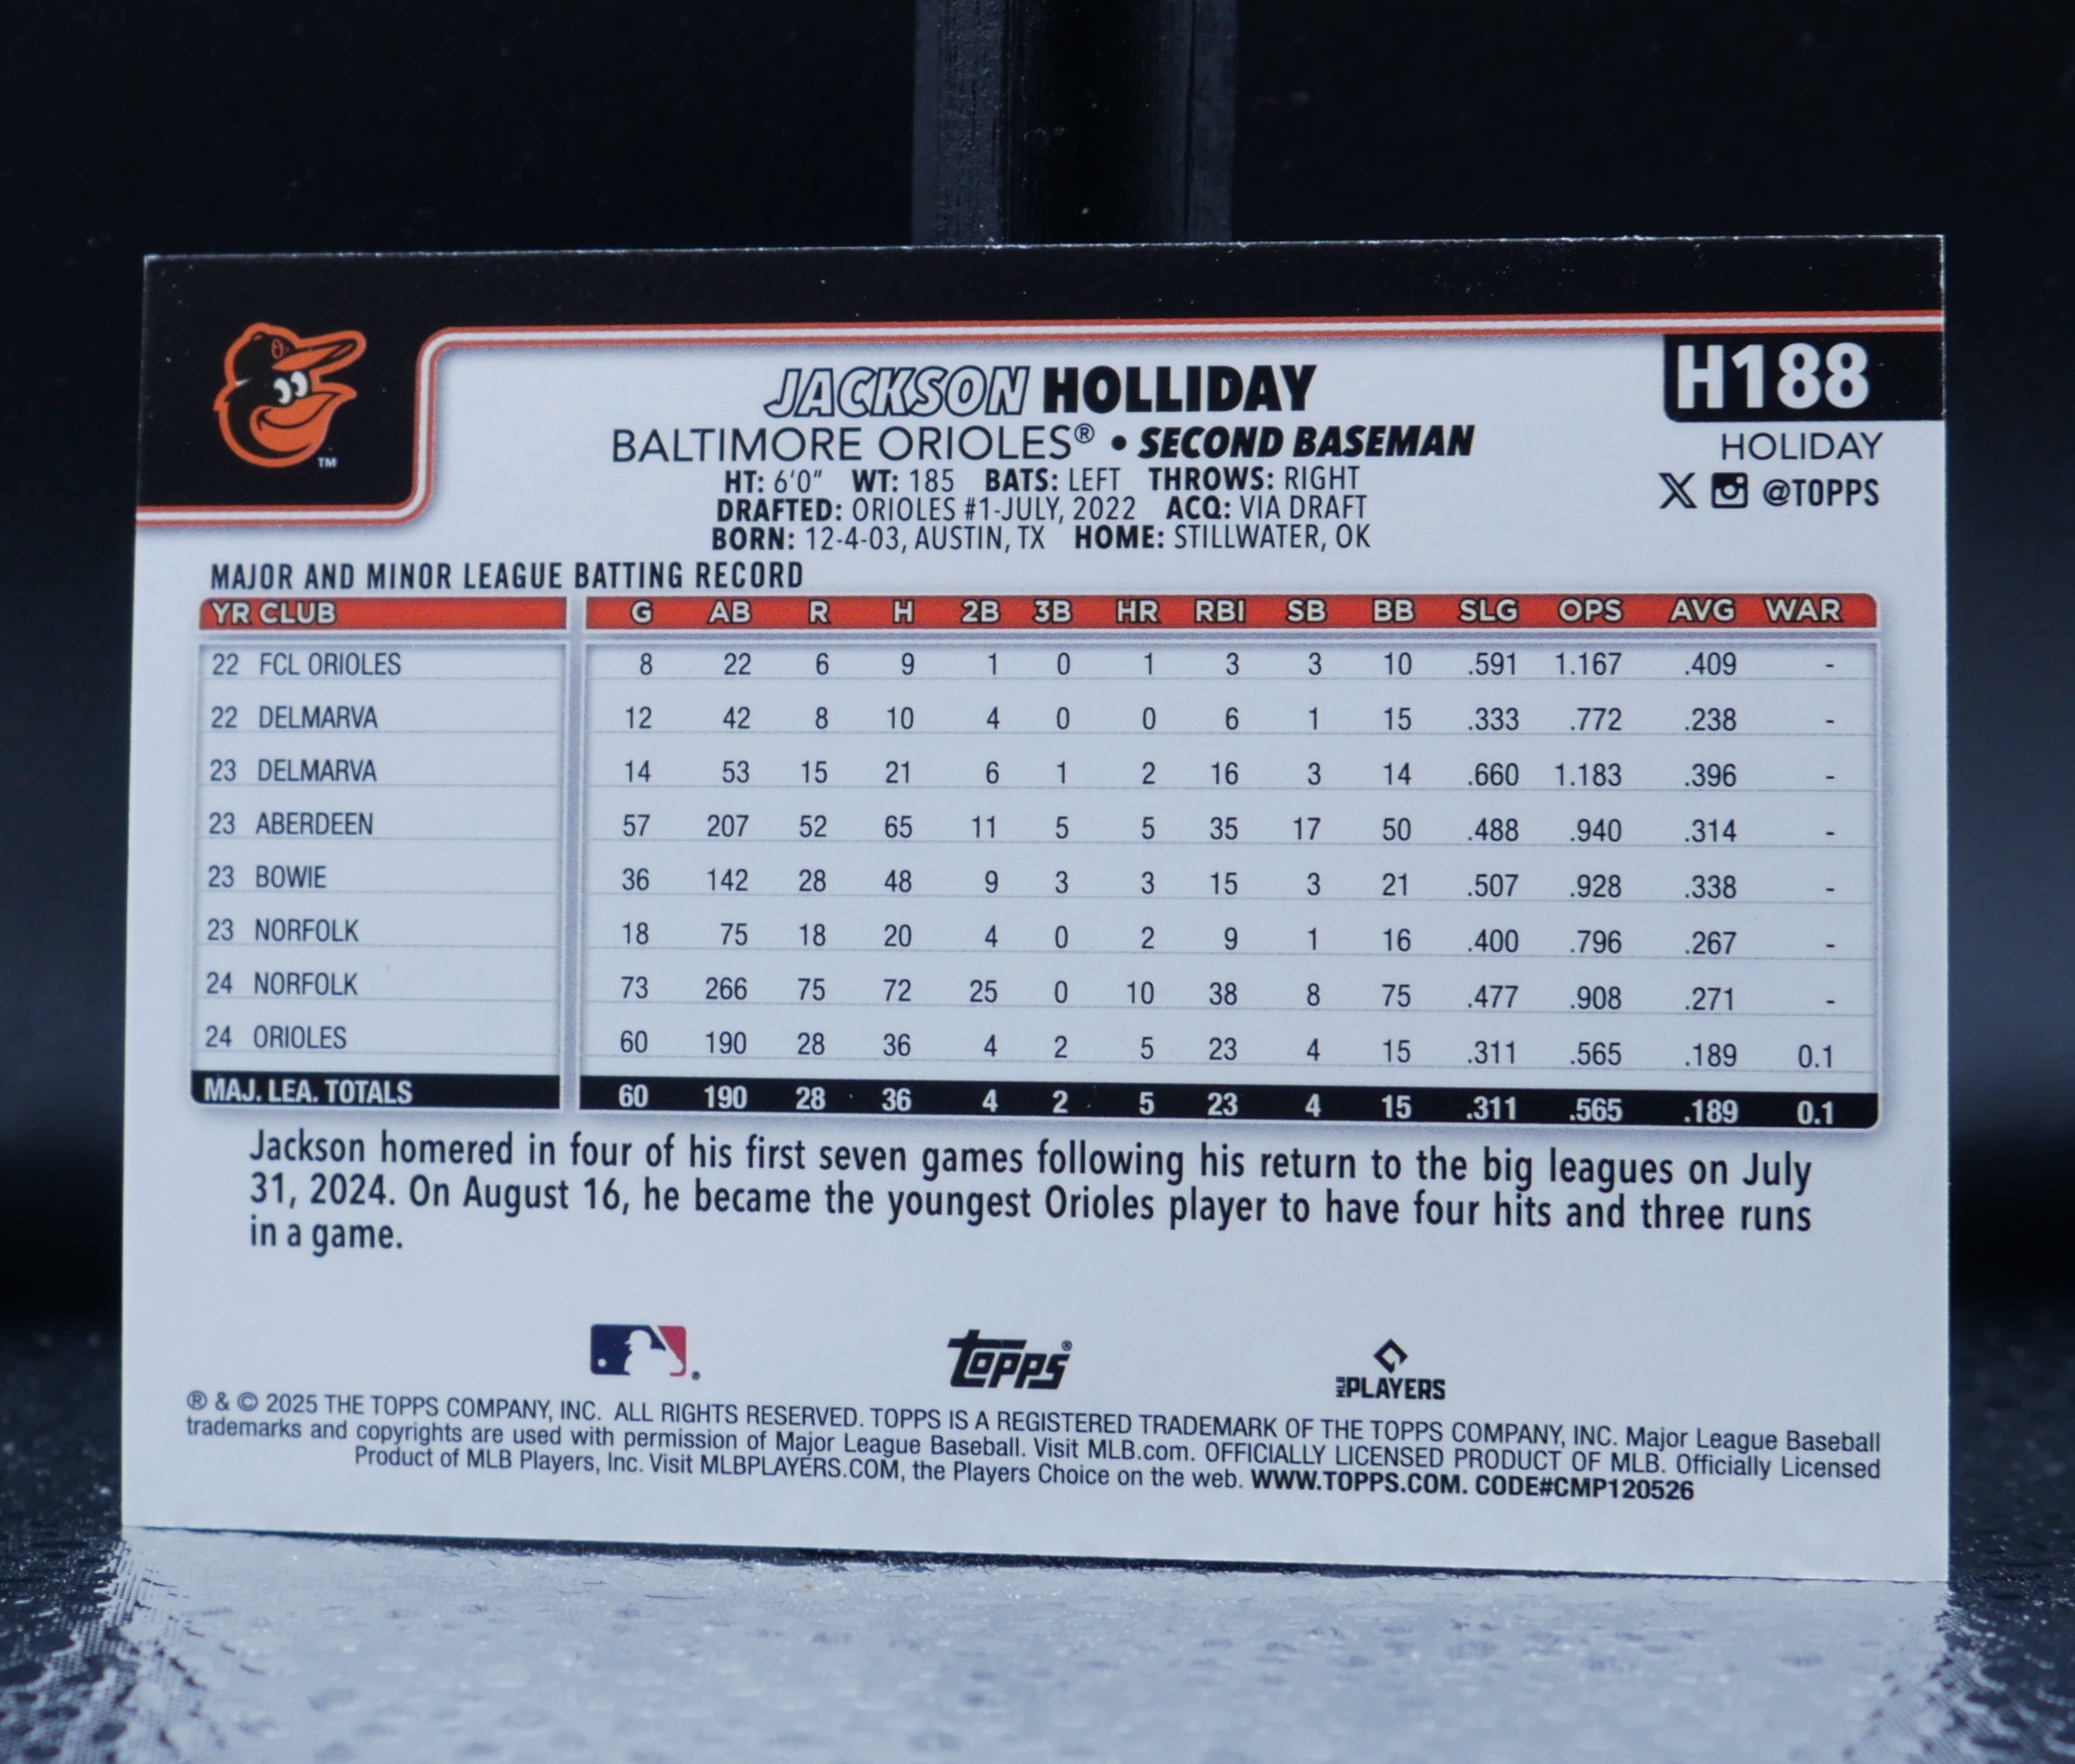 H188
JACKSON HOLLIDAY
BALTIMORE ORIOLES® • SECOND BASEMAN
HOLIDAY
HT: 6'0" WT: 185 BATS: LEFT THROWS: RIGHT
@TOPPS
DRAFTED: ORIOLES #1-JULY, 2022 ACQ: VIA DRAFT
BORN: 12-4-03, AUSTIN, TX HOME: STILLWATER, OK
TM
MAJOR AND MINOR LEAGUE BATTING RECORD
YR CLUB G AB R H 2B 3B HR RBI SB BB SLG OPS AVG WAR
22 FCL ORIOLES 8 22 6 9 1 0 1 3 3 10 .591 1.167 .409 -
22 DELMARVA 12 42 8 10 4 0 0 6 1 15 .333 .772 .238 -
23 DELMARVA 14 53 15 21 6 1 2 16 3 14 .660 1.183 .396 -
23 ABERDEEN 57 207 52 65 11 5 5 35 17 50 .488 .940 .314 -
23 BOWIE 36 142 28 48 9 3 3 15 3 21 .507 .928 .338 -
23 NORFOLK 18 75 18 20 4 0 2 9 1 16 .400 .796 .267 -
24 NORFOLK 73 266 75 72 25 0 10 38 8 75 .477 .908 .271 -
24 ORIOLES 60 190 28 36 4 2 5 23 4 15 .311 .565 .189 0.1
MAJ. LEA. TOTALS 60 190 28 36 4 2 5 23 4 15 .311 .565 .189 0.1
Jackson homered in four of his first seven games following his return to the big leagues on July
31, 2024. On August 16, he became the youngest Orioles player to have four hits and three runs
in a game.
topps®
MLB PLAYERS
® & © 2025 THE TOPPS COMPANY, INC. ALL RIGHTS RESERVED. TOPPS IS A REGISTERED TRADEMARK OF THE TOPPS COMPANY, INC. Major League Baseball
trademarks and copyrights are used with permission of Major League Baseball. Visit MLB.com. OFFICIALLY LICENSED PRODUCT OF MLB. Officially Licensed
Product of MLB Players, Inc. Visit MLBPLAYERS.COM, the Players Choice on the web. WWW.TOPPS.COM. CODE#CMP120526